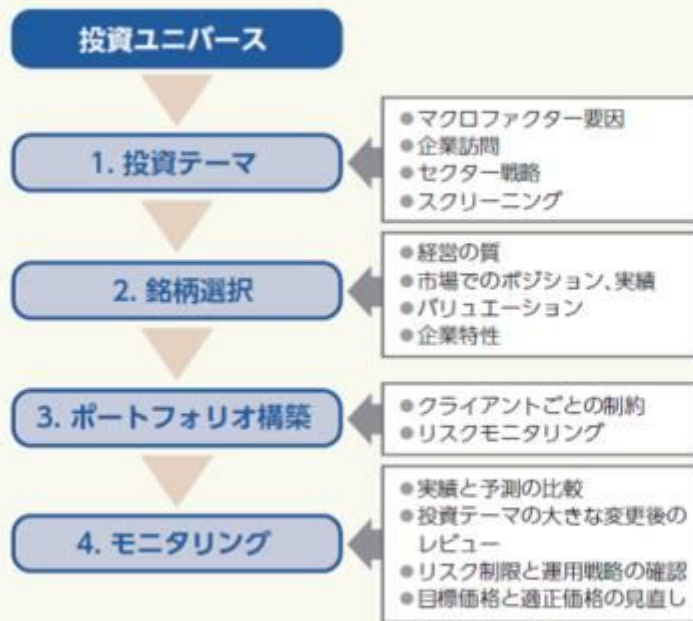 投資ユニバース
1. 投資テーマ
●マクロファクター要因
●企業訪問
●セクター戦略
●スクリーニング
2. 銘柄選択
●経営の質
●市場でのポジション、実績
●バリュエーション
●企業特性
3. ポートフォリオ構築
●クライアントごとの制約
●リスクモニタリング
4. モニタリング
●実績と予測の比較
●投資テーマの大きな変更後の
レビュー
●リスク制限と運用戦略の確認
●目標価格と適正価格の見直し